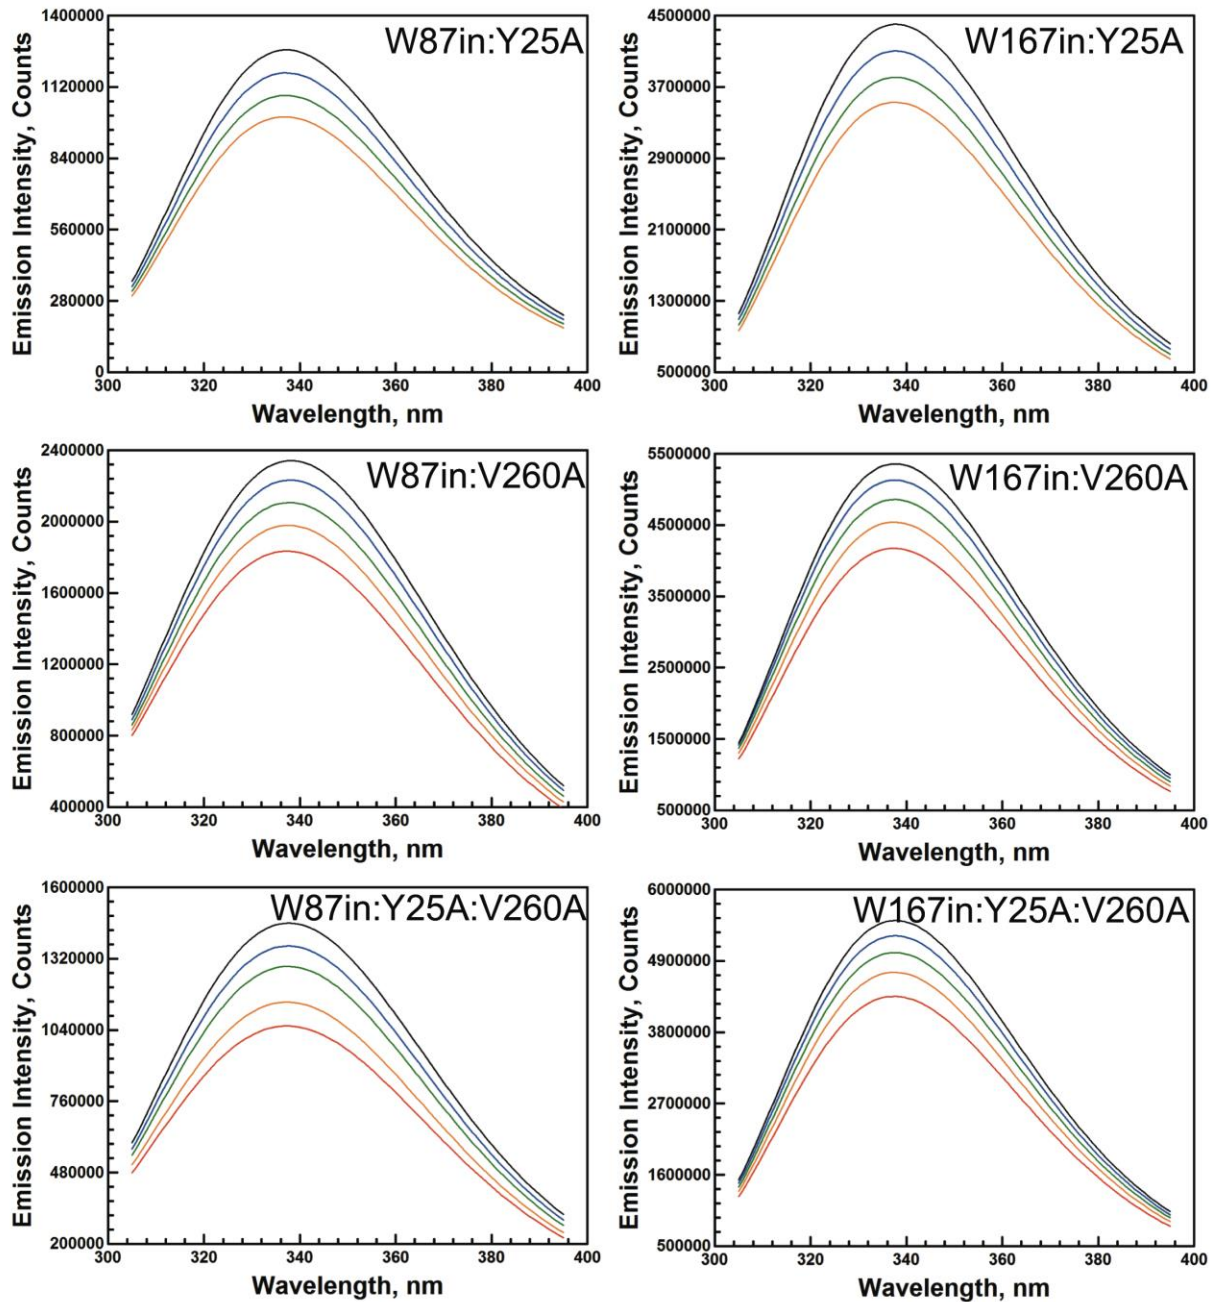 W87in:Y25A
Emission Intensity, Counts
1400000
1120000
840000
560000
280000
0
300 320 340 360 380 400
Wavelength, nm
W167in:Y25A
Emission Intensity, Counts
4500000
3700000
2900000
2100000
1300000
500000
300 320 340 360 380 400
Wavelength, nm
W87in:V260A
Emission Intensity, Counts
2400000
2000000
1600000
1200000
800000
400000
300 320 340 360 380 400
Wavelength, nm
W167in:V260A
Emission Intensity, Counts
5500000
4500000
3500000
2500000
1500000
500000
300 320 340 360 380 400
Wavelength, nm
W87in:Y25A:V260A
Emission Intensity, Counts
1600000
1320000
1040000
760000
480000
200000
300 320 340 360 380 400
Wavelength, nm
W167in:Y25A:V260A
Emission Intensity, Counts
6000000
4900000
3800000
2700000
1600000
500000
300 320 340 360 380 400
Wavelength, nm